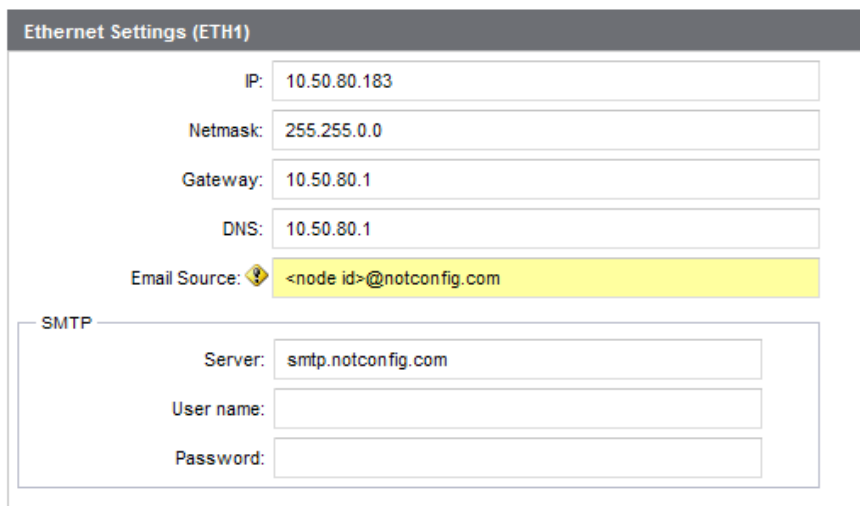 Ethernet Settings (ETH1)
IP: 10.50.80.183
Netmask: 255.255.0.0
Gateway: 10.50.80.1
DNS: 10.50.80.1
Email Source: <node id>@notconfig.com
SMTP
Server: smtp.notconfig.com
User name:
Password: